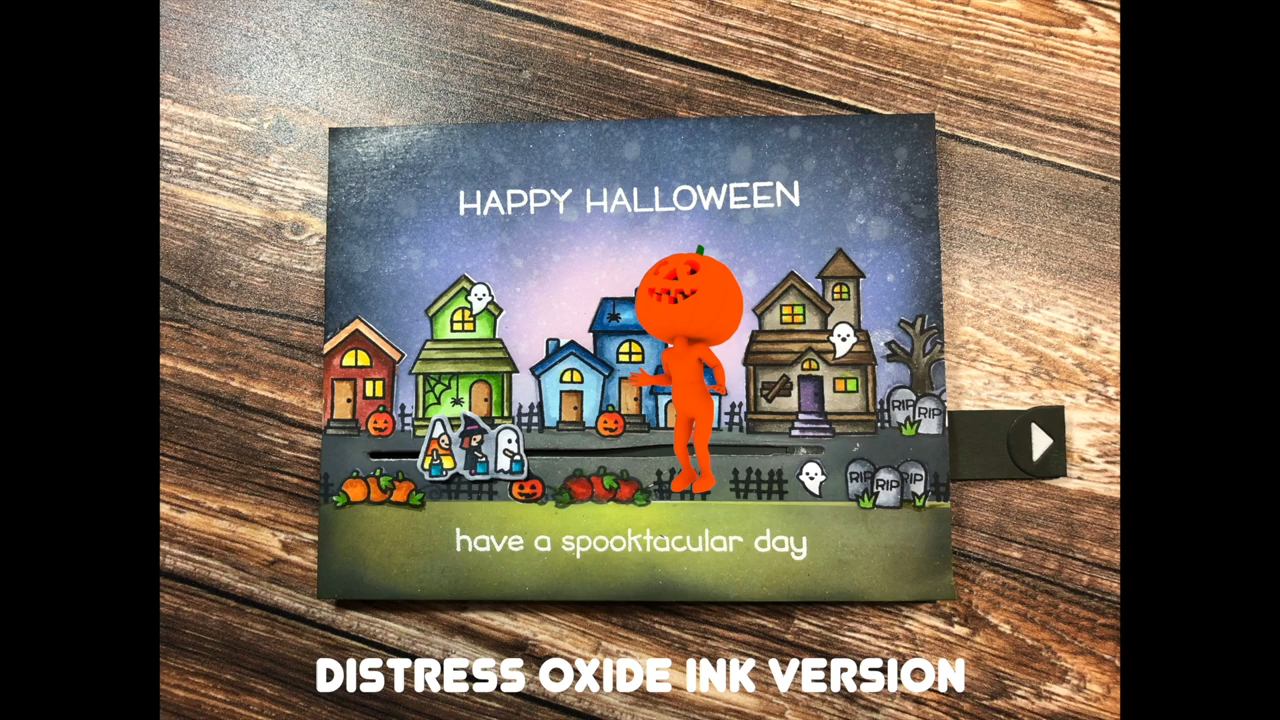 HAPPY HALLOWEEN
RIP
RIP
RIP
RIP
RIP
have a spooktacular day
DISTRESS OXIDE INK VERSION